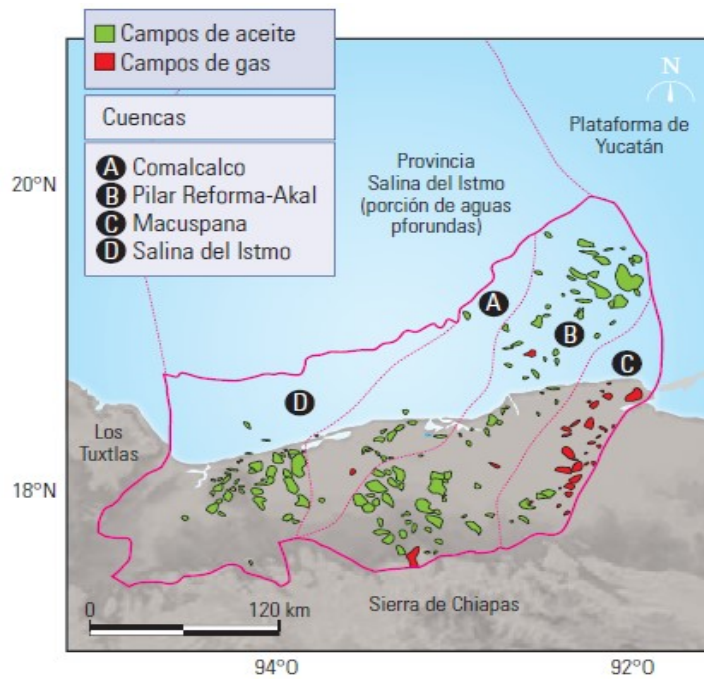 Campos de aceite
Campos de gas
Cuencas
A Comalcalco
B Pilar Reforma-Akal
C Macuspana
D Salina del Istmo
N
Plataforma de
Yucatán
Provincia
Salina del Istmo
(porción de aguas
pforundas)
20°N
A
B
C
D
Los
Tuxtlas
18°N
0 120 km
Sierra de Chiapas
94°O
92°O